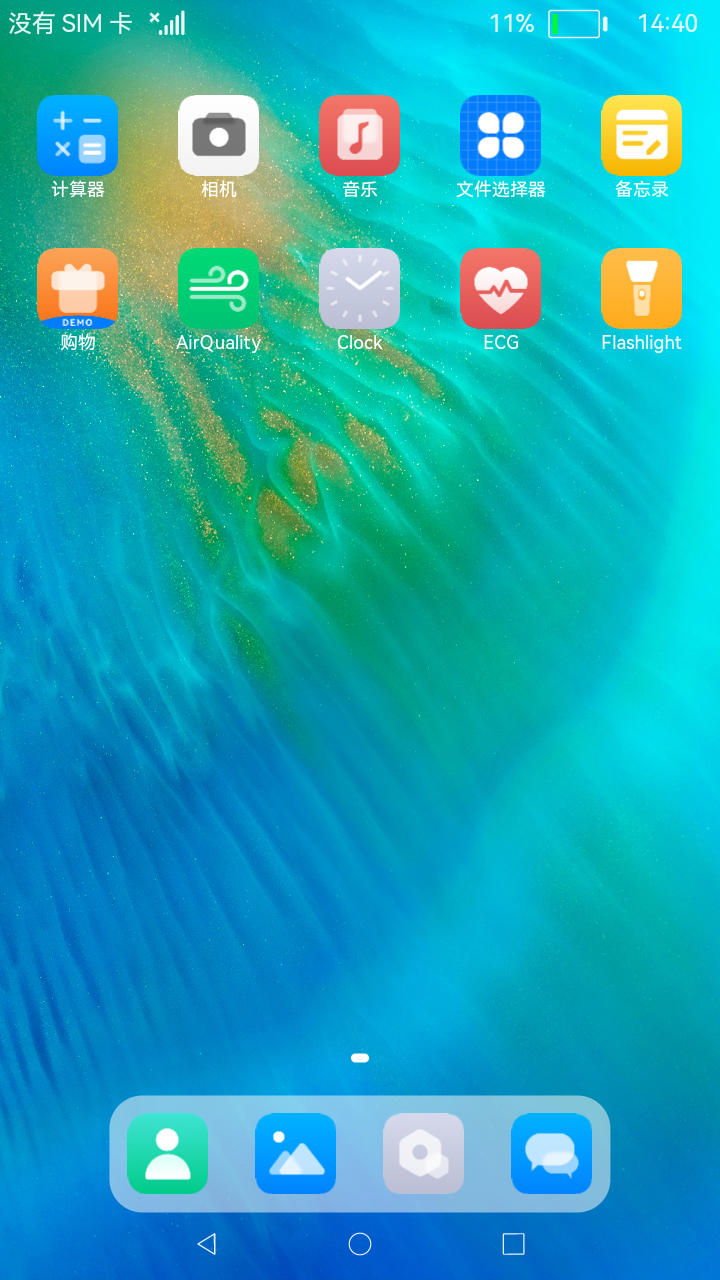 没有 SIM 卡
11%
14:40
计算器
相机
音乐
文件选择器
备忘录
DEMO
购物
AirQuality
Clock
ECG
Flashlight